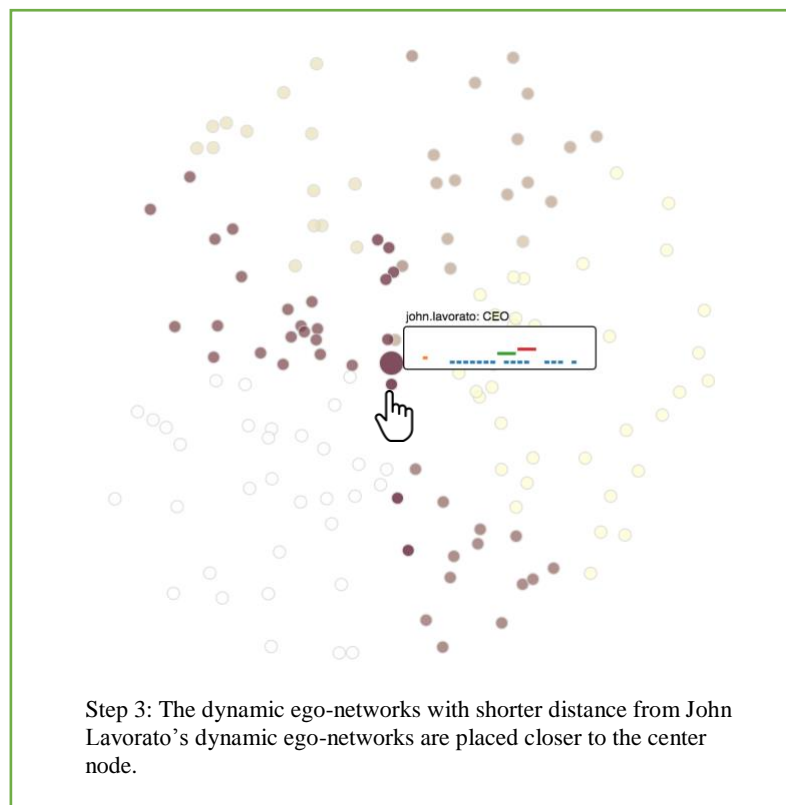 john.lavorato: CEO
Step 3: The dynamic ego-networks with shorter distance from John
Lavorato’s dynamic ego-networks are placed closer to the center
node.